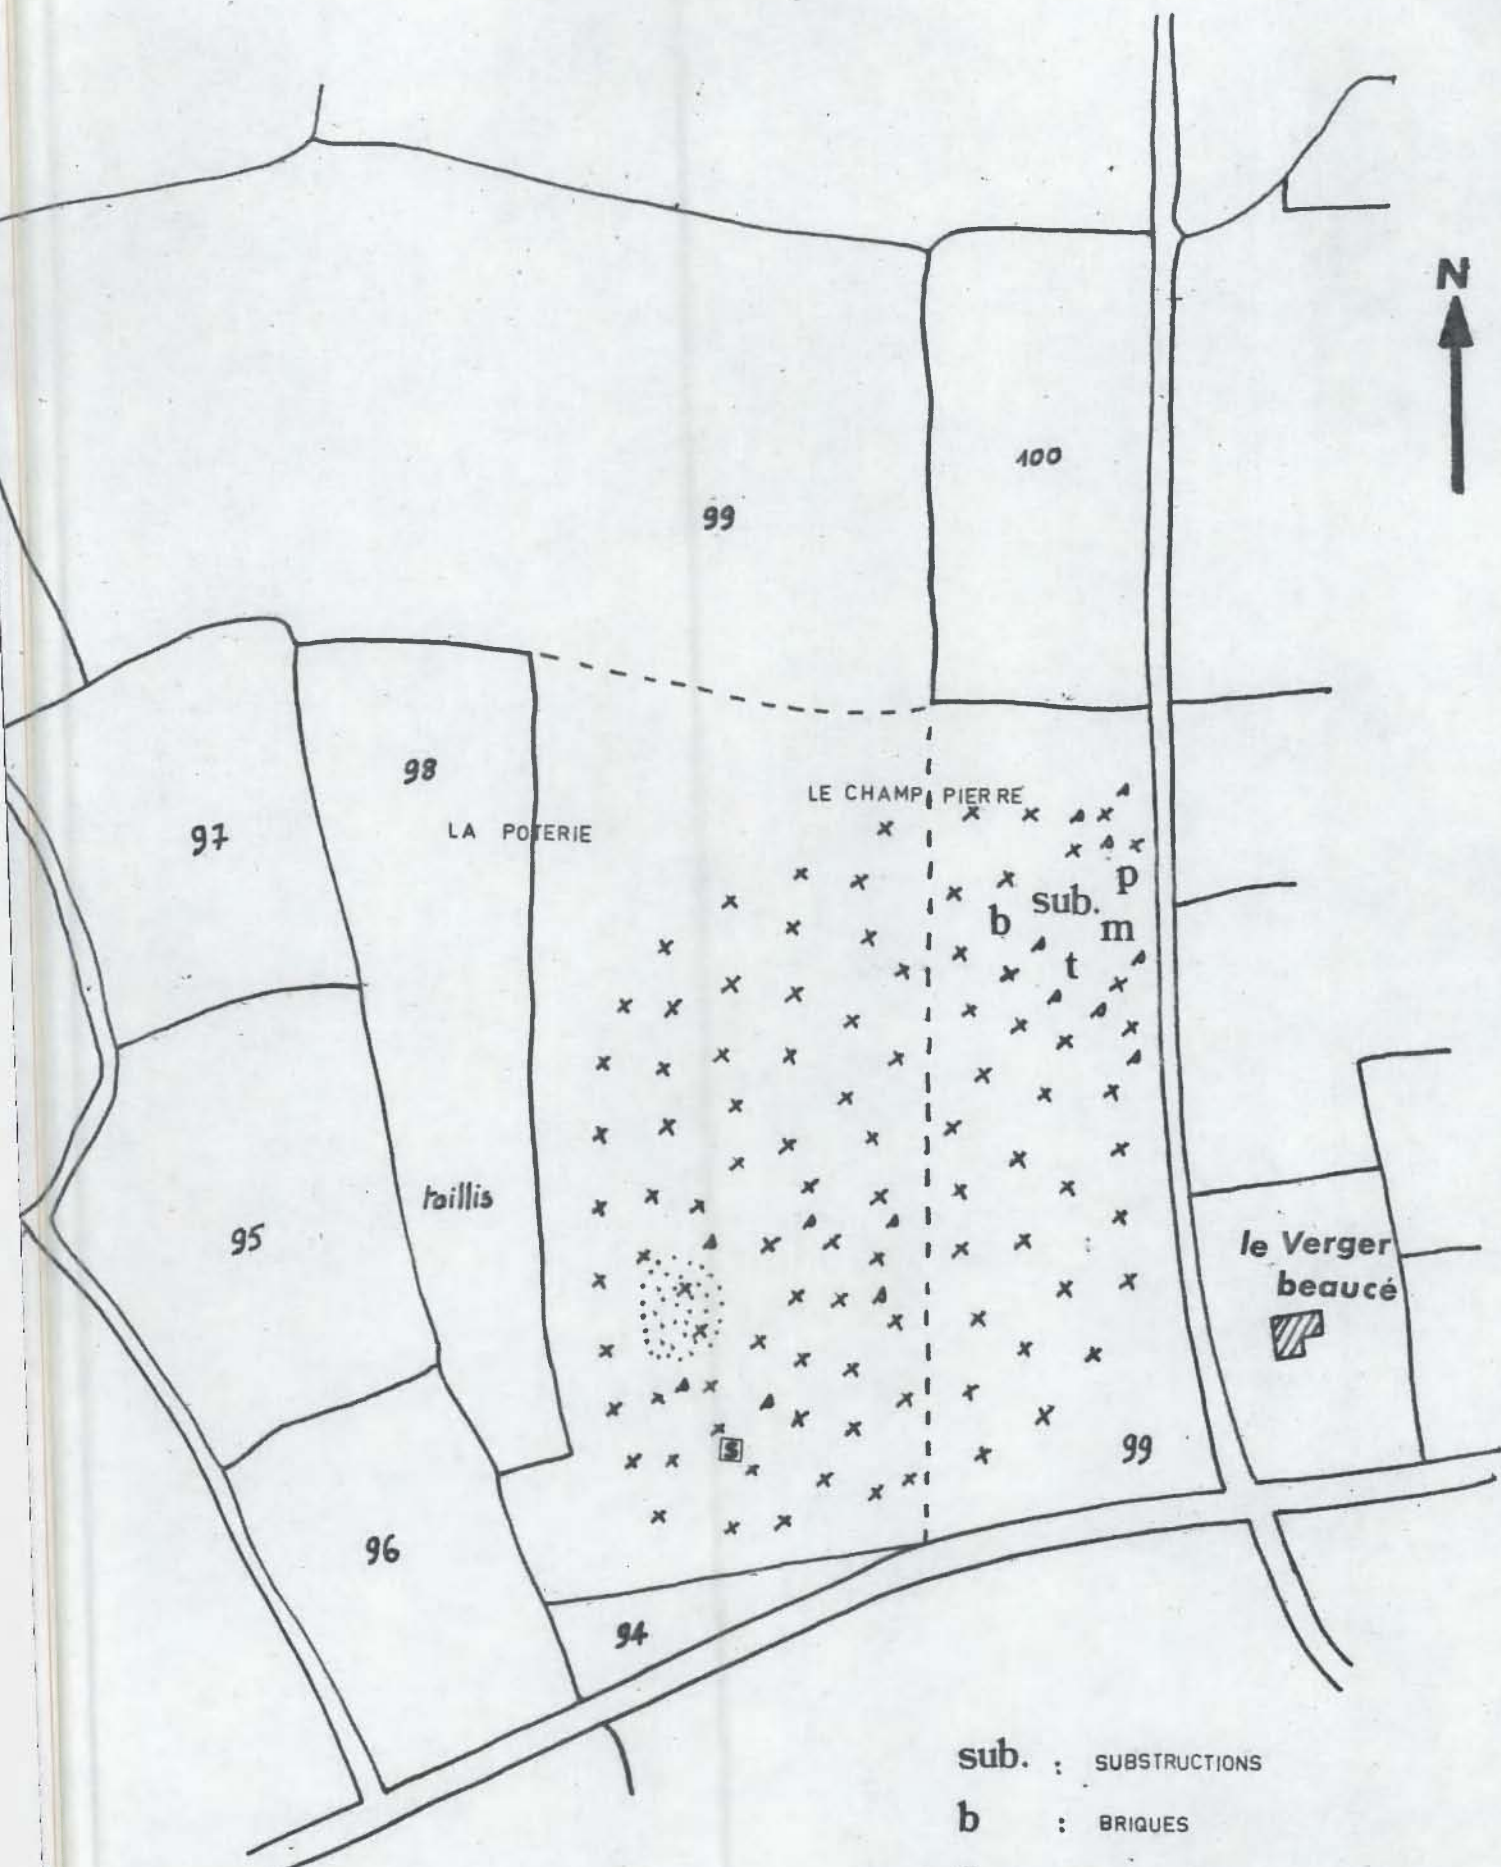 N
100
99
98
LE CHAMP PIERRE
97
LA POTERIE
p
sub.
b
m
t
taillis
95
le Verger
beaucé
S
99
96
94
sub. : SUBSTRUCTIONS
b : BRIQUES